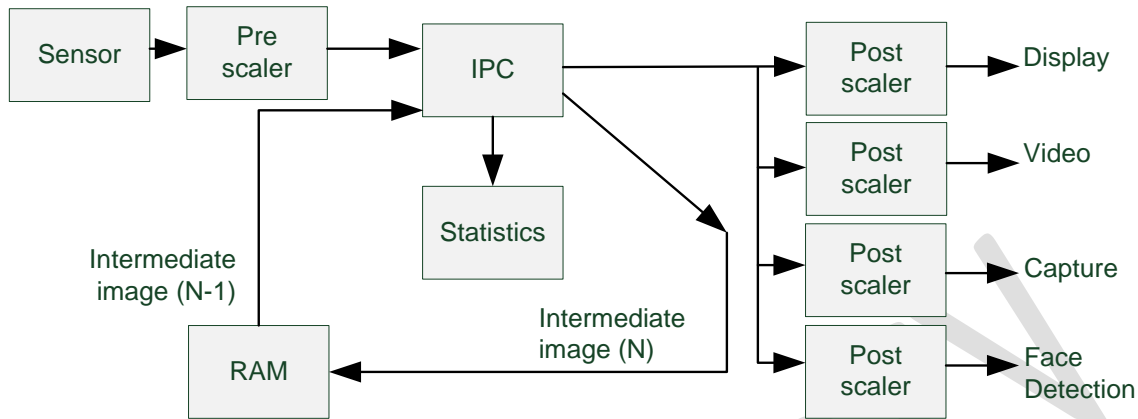 Sensor
Pre
scaler
IPC
Statistics
Intermediate
image (N-1)
RAM
Intermediate
image (N)
Post
scaler
Display
Post
scaler
Video
Post
scaler
Capture
Post
scaler
Face
Detection